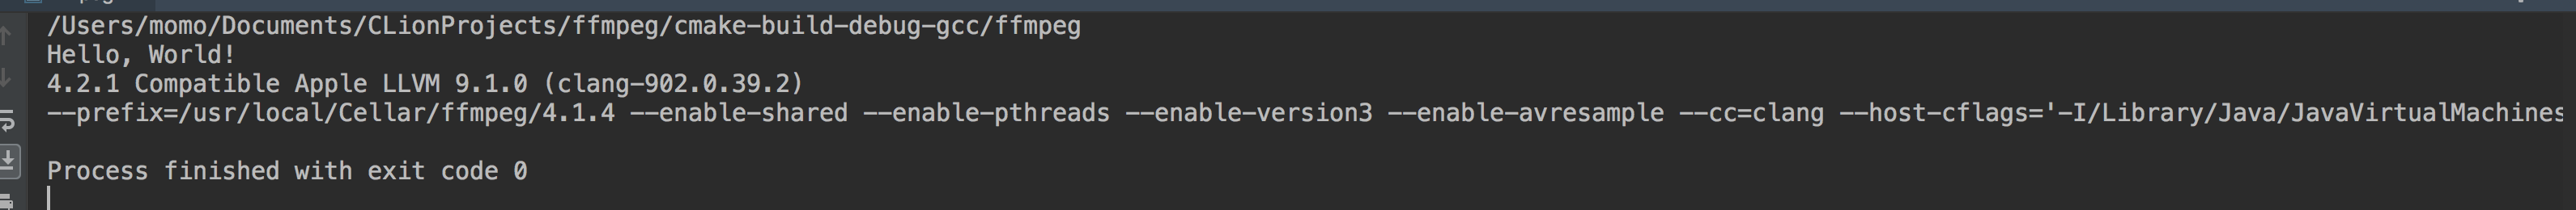 /Users/momo/Documents/CLionProjects/ffmpeg/cmake-build-debug-gcc/ffmpeg
Hello, World!
4.2.1 Compatible Apple LLVM 9.1.0 (clang-902.0.39.2)
--prefix=/usr/local/Cellar/ffmpeg/4.1.4 --enable-shared --enable-pthreads --enable-version3 --enable-avresample --cc=clang --host-cflags='-I/Library/Java/JavaVirtualMachines
Process finished with exit code 0